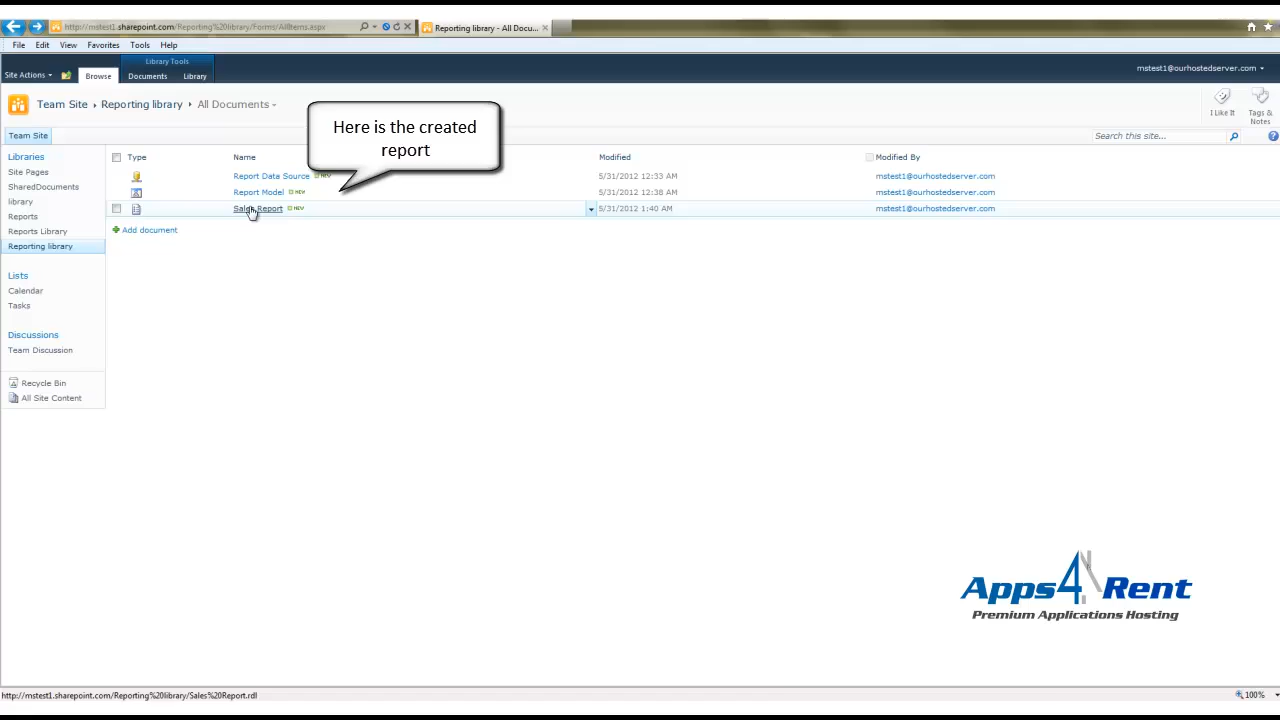 http://mstest1.sharepoint.com/Reporting%20library/Forms/AllItems.aspx
Reporting library - All Docu...
File Edit View Favorites Tools Help
Library Tools
Site Actions Browse Documents Library
mstest1@ourhostedserver.com
Team Site Reporting library All Documents
I Like It
Tags & Notes
Here is the created
report
Team Site
Search this site...
Libraries
Site Pages
SharedDocuments
library
Reports
Reports Library
Reporting library
Lists
Calendar
Tasks
Discussions
Team Discussion
Recycle Bin
All Site Content
Type Name Modified Modified By
Report Data Source NEW 5/31/2012 12:33 AM mstest1@ourhostedserver.com
Report Model NEW 5/31/2012 12:38 AM mstest1@ourhostedserver.com
Sales Report NEW 5/31/2012 1:40 AM mstest1@ourhostedserver.com
Add document
Apps4Rent
Premium Applications Hosting
http://mstest1.sharepoint.com/Reporting%20library/Sales%20Report.rdl
100%